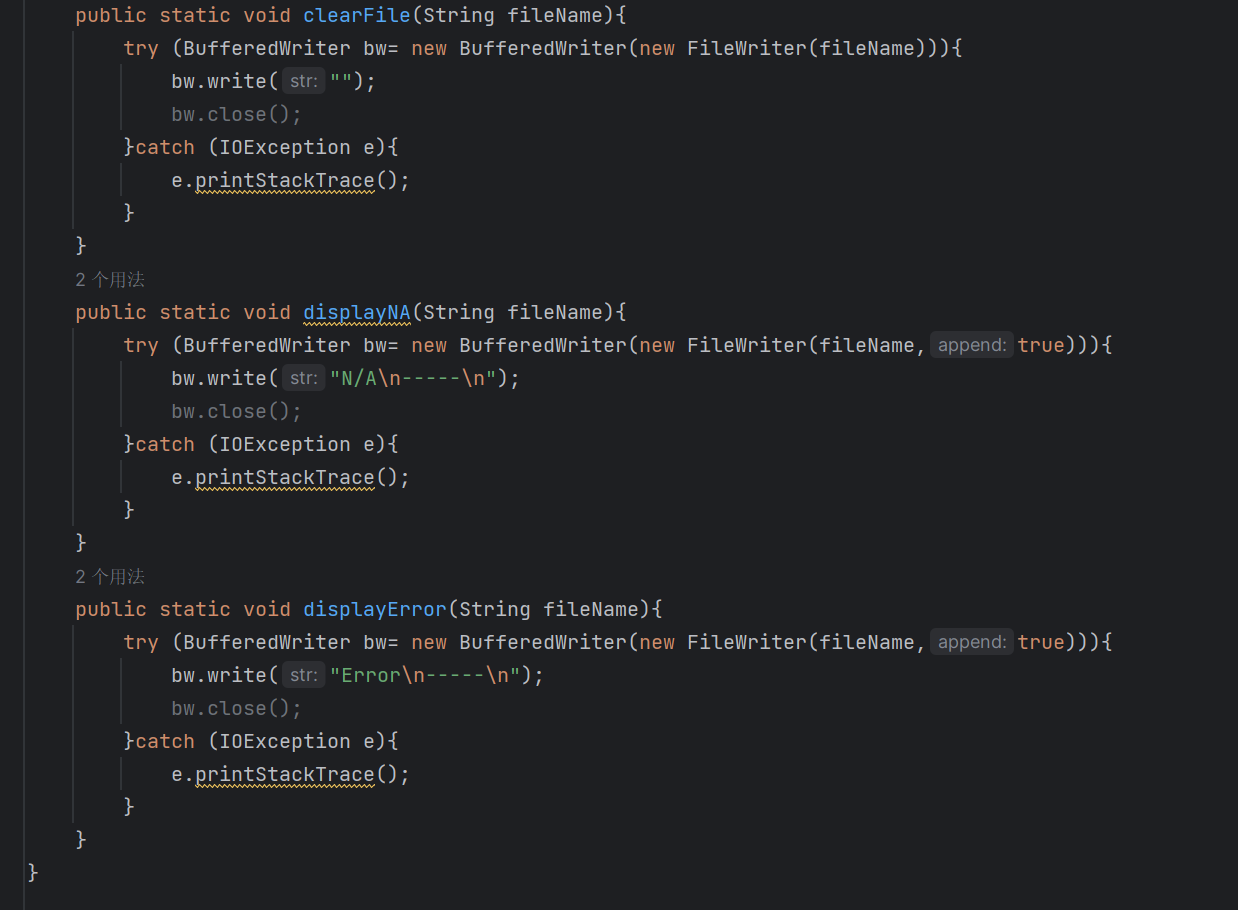 public static void clearFile(String fileName){
    try (BufferedWriter bw= new BufferedWriter(new FileWriter(fileName))){
        bw.write( str: "");
        bw.close();
    }catch (IOException e){
        e.printStackTrace();
    }
}
2 个用法
public static void displayNA(String fileName){
    try (BufferedWriter bw= new BufferedWriter(new FileWriter(fileName, append: true))){
        bw.write( str: "N/A\n-----\n");
        bw.close();
    }catch (IOException e){
        e.printStackTrace();
    }
}
2 个用法
public static void displayError(String fileName){
    try (BufferedWriter bw= new BufferedWriter(new FileWriter(fileName, append: true))){
        bw.write( str: "Error\n-----\n");
        bw.close();
    }catch (IOException e){
        e.printStackTrace();
    }
}
}